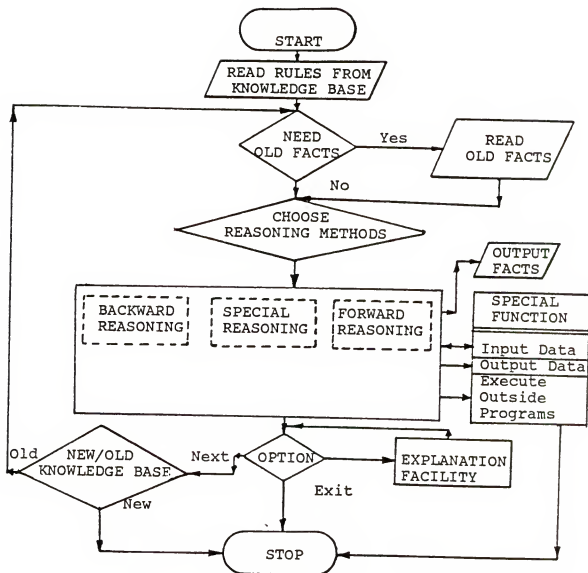 START
READ RULES FROM
KNOWLEDGE BASE
NEED
OLD FACTS
Yes
READ
OLD FACTS
No
CHOOSE
REASONING METHODS
OUTPUT
FACTS
BACKWARD
REASONING
SPECIAL
REASONING
FORWARD
REASONING
SPECIAL
FUNCTION
Input Data
Output Data
Execute
Outside
Programs
Old
NEW/OLD
KNOWLEDGE BASE
Next
OPTION
EXPLANATION
FACILITY
New
Exit
STOP